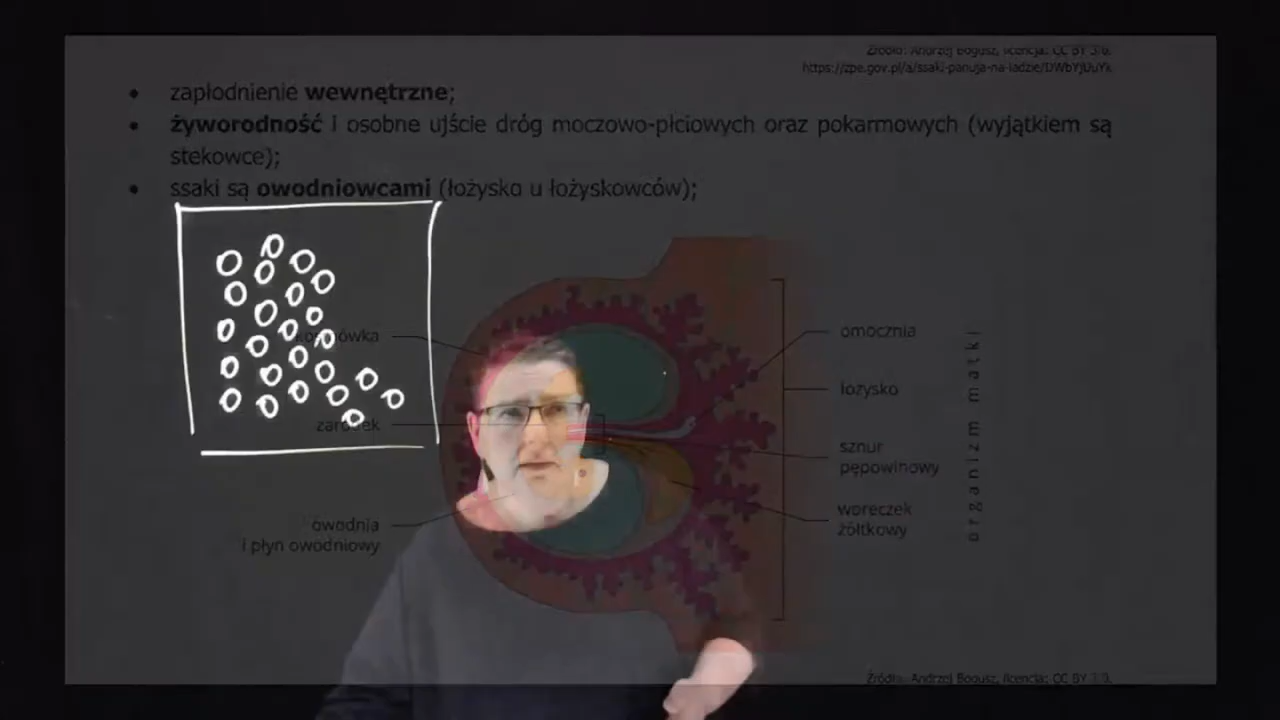 Źródło: Andrzej Bogusz, licencja: CC BY 3.0.
https://zpe.gov.pl/a/ssaki-panuja-na-ladzie/DWbYjUuYk
• zapłodnienie wewnętrzne;
• żyworodność i osobne ujście dróg moczowo-płciowych oraz pokarmowych (wyjątkiem są
stekowce);
• ssaki są owodniowcami (łożysko u łożyskowców);
kosmówka
omocznia
łożysko
zarodek
sznur
pępowinowy
woreczek
żółtkowy
owodnia
i płyn owodniowy
organizm matki
Źródło: Andrzej Bogusz, licencja: CC BY 3.0.